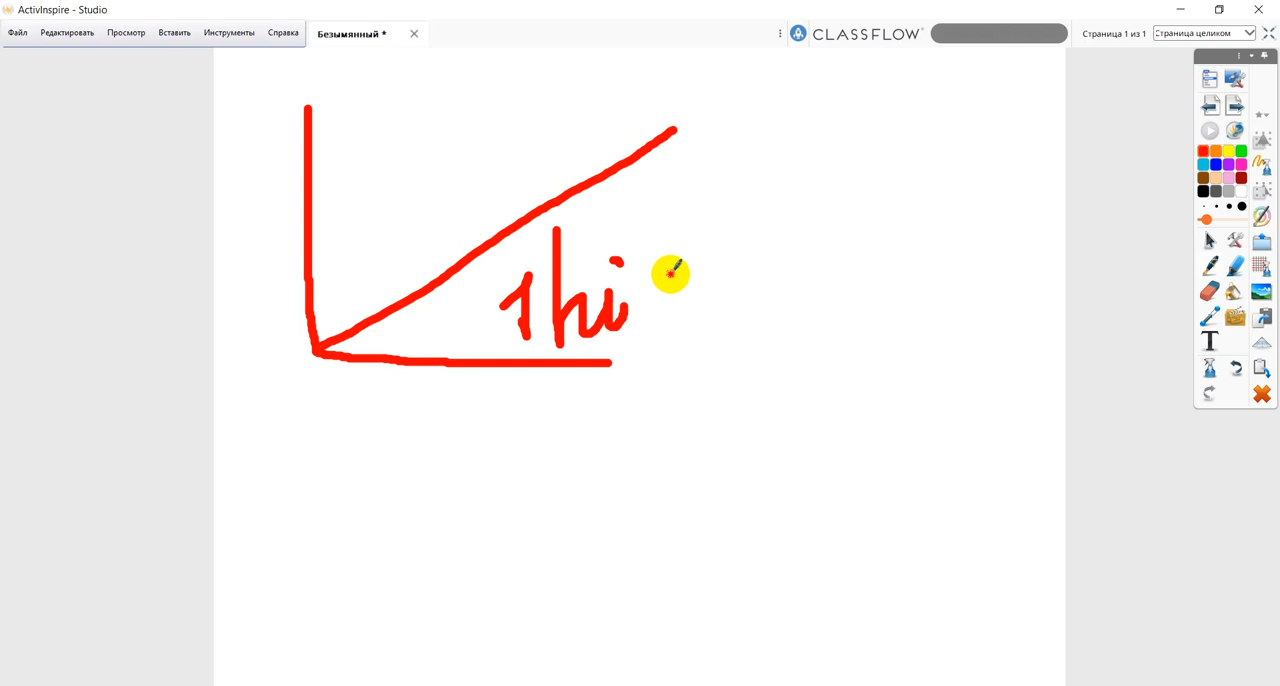 ActivInspire - Studio
Файл Редактировать Просмотр Вставить Инструменты Справка
Безымянный *
CLASSFLOW
Страница 1 из 1
Страница целиком
T